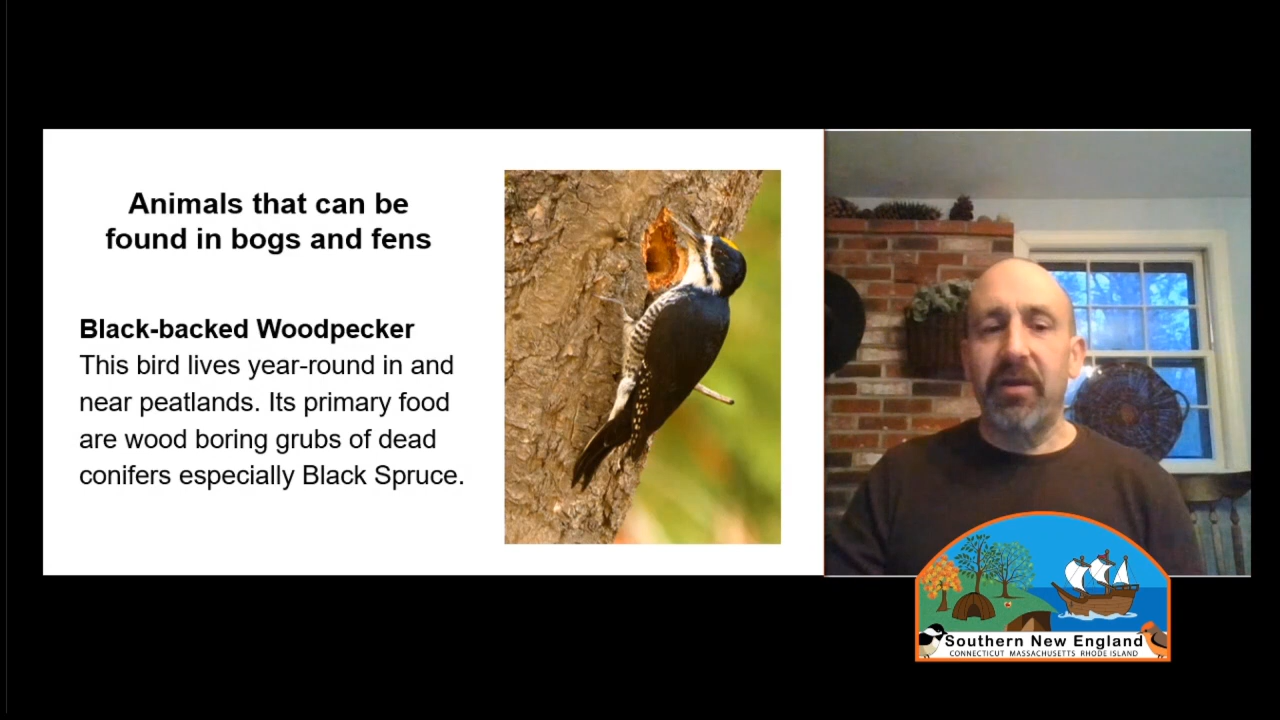 Animals that can be
found in bogs and fens
Black-backed Woodpecker
This bird lives year-round in and
near peatlands. Its primary food
are wood boring grubs of dead
conifers especially Black Spruce.
Southern New England
CONNECTICUT MASSACHUSETTS RHODE ISLAND